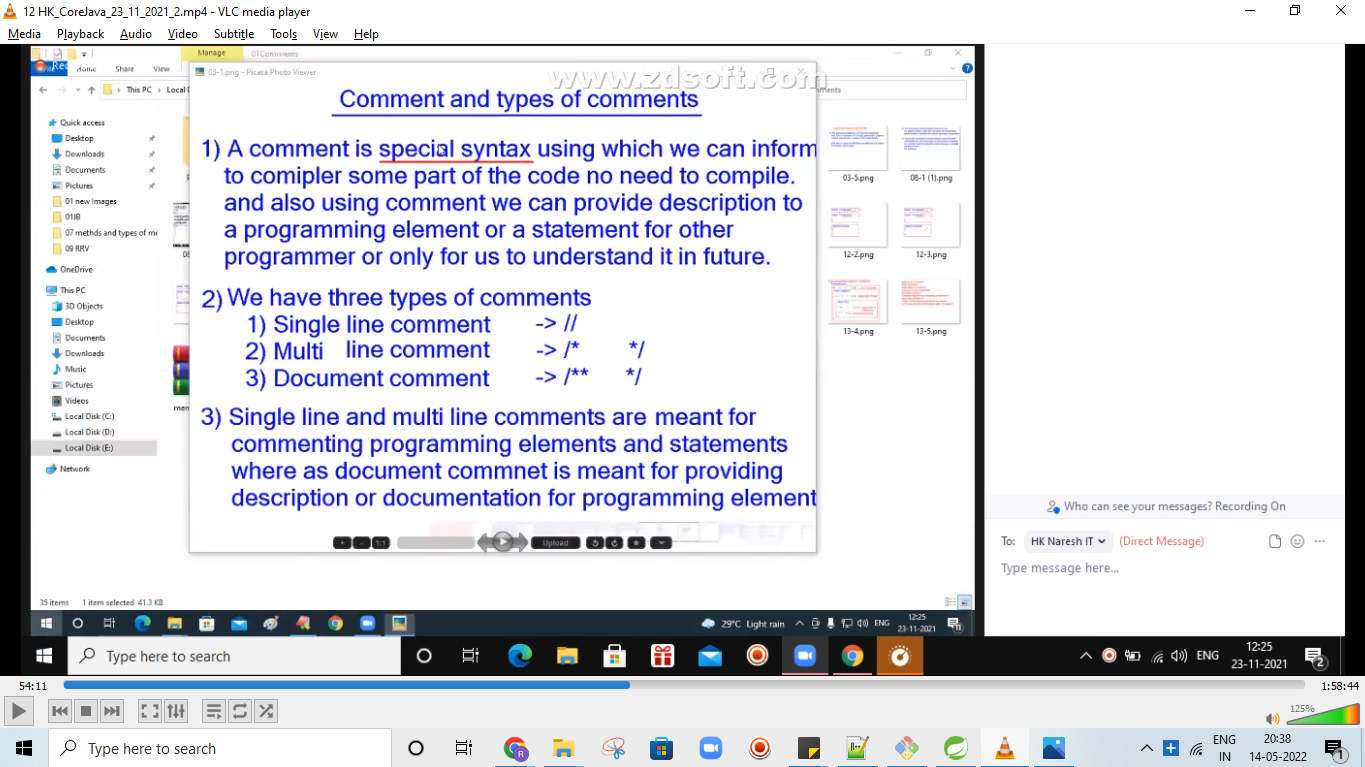 12 HK_CoreJava_23_11_2021_2.mp4 - VLC media player
Media Playback Audio Video Subtitle Tools View Help
Manage 01Comments
Home Share View
03-1.png - Picasa Photo Viewer
www.zdsoft.com
This PC
Comment and types of comments
1) A comment is special syntax using which we can inform
to comipler some part of the code no need to compile.
and also using comment we can provide description to
a programming element or a statement for other
programmer or only for us to understand it in future.
2) We have three types of comments
1) Single line comment -> //
2) Multi line comment -> /* */
3) Document comment -> /** */
3) Single line and multi line comments are meant for
commenting programming elements and statements
where as document commnet is meant for providing
description or documentation for programming element
1:1 Upload
Quick access
Desktop
Downloads
Documents
Pictures
01 new Images
01JB
07 methds and types of me
09 RRV
OneDrive
This PC
3D Objects
Desktop
Documents
Downloads
Music
Pictures
Videos
Local Disk (C:)
Local Disk (D:)
Local Disk (E:)
Network
03-5.png 08-1 (1).png
12-2.png 12-3.png
13-4.png 13-5.png
35 items 1 item selected 41.3 KB
29°C Light rain ENG 12:25
23-11-2021
Who can see your messages? Recording On
To: HK Naresh IT (Direct Message)
Type message here...
Type here to search
ENG 12:25
23-11-2021
2
54:11 1:58:44
125%
Type here to search
ENG 20:38
IN 14-05-2022
1